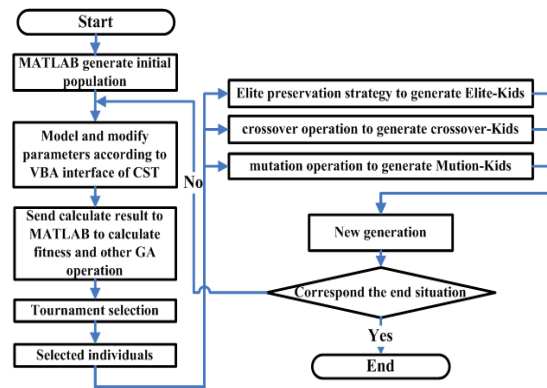 Start
MATLAB generate initial
population
Model and modify
parameters according to
VBA interface of CST
Send calculate result to
MATLAB to calculate
fitness and other GA
operation
Tournament selection
Selected individuals
No
Elite preservation strategy to generate Elite-Kids
crossover operation to generate crossover-Kids
mutation operation to generate Mution-Kids
New generation
Correspond the end situation
Yes
End